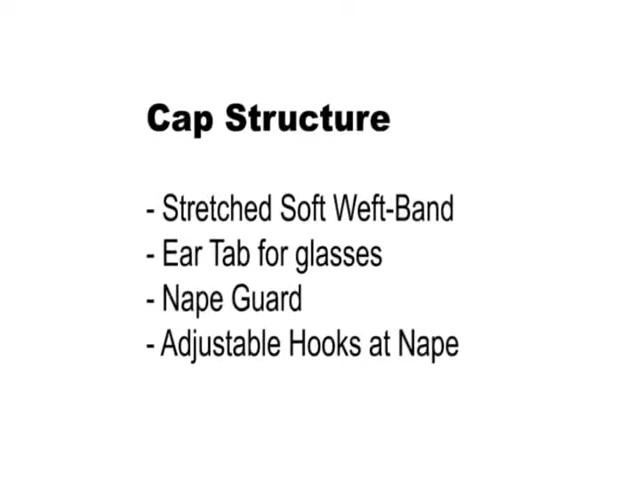 Cap Structure
- Stretched Soft Weft-Band
- Ear Tab for glasses
- Nape Guard
- Adjustable Hooks at Nape